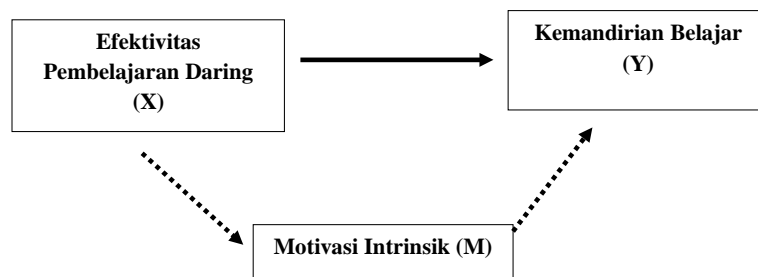 Efektivitas
Pembelajaran Daring
(X)
Kemandirian Belajar
(Y)
Motivasi Intrinsik (M)